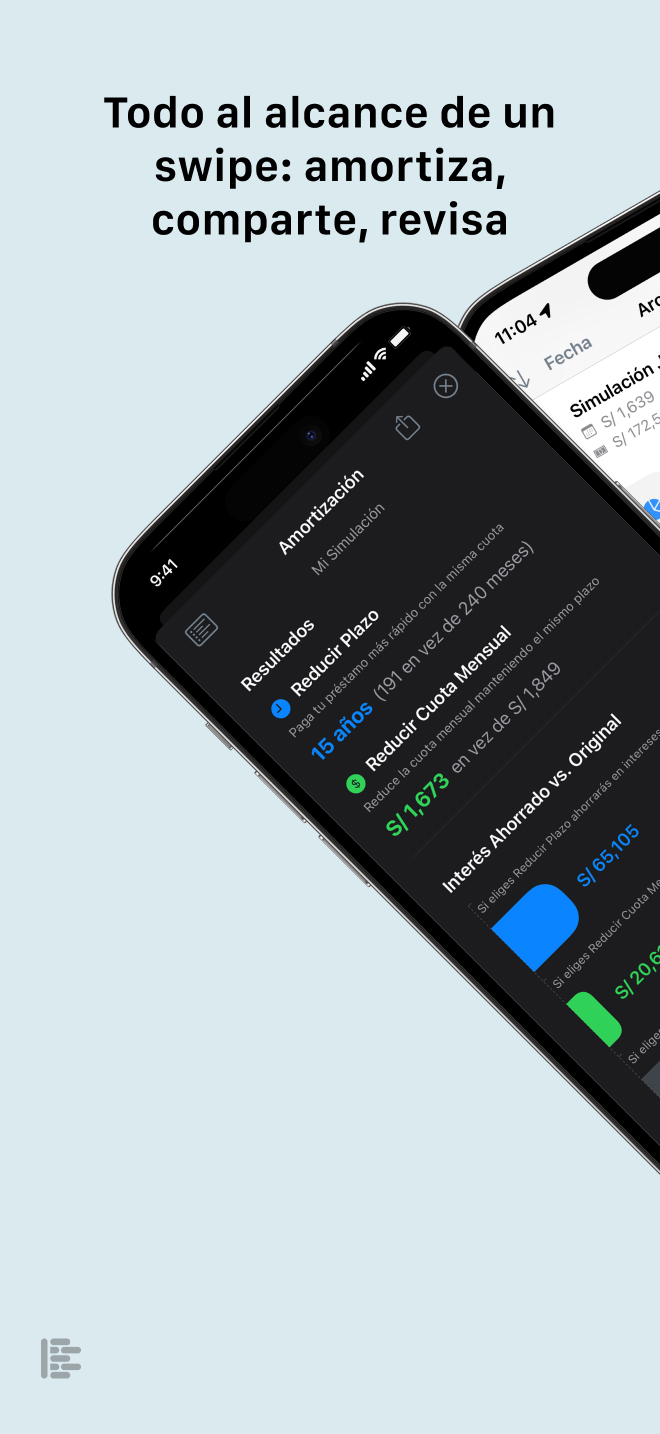 Todo al alcance de un
swipe: amortiza,
comparte, revisa
9:41
Amortización
Mi Simulación
Resultados
Reducir Plazo
Paga tu préstamo más rápido con la misma cuota
15 años (191 en vez de 240 meses)
Reducir Cuota Mensual
Reduce la cuota mensual manteniendo el mismo plazo
S/ 1,673 en vez de S/ 1,849
Interés Ahorrado vs. Original
Si eliges Reducir Plazo ahorrarás en intereses
S/ 65,105
Si eliges Reducir Cuota
S/ 20,6
Si eliges
11:04
Fecha
Simulación
S/ 1,639
S/ 172,5